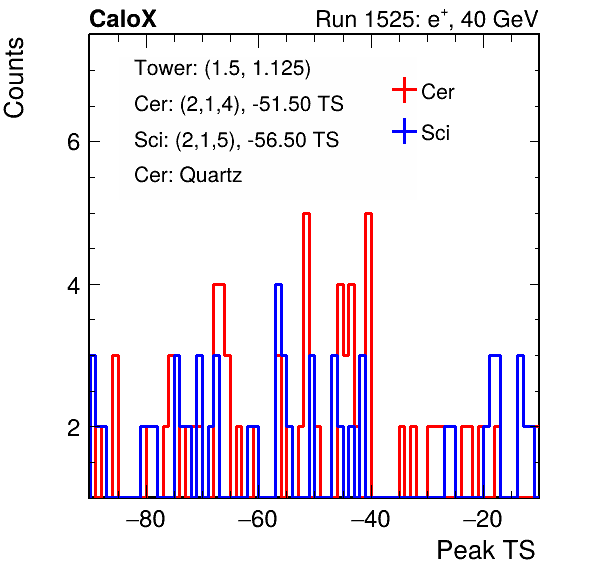 CaloX Run 1525: e⁺, 40 GeV
Counts
Tower: (1.5, 1.125)
Cer: (2,1,4), -51.50 TS
Sci: (2,1,5), -56.50 TS
Cer: Quartz
Cer
Sci
6
4
2
−80 −60 −40 −20
Peak TS